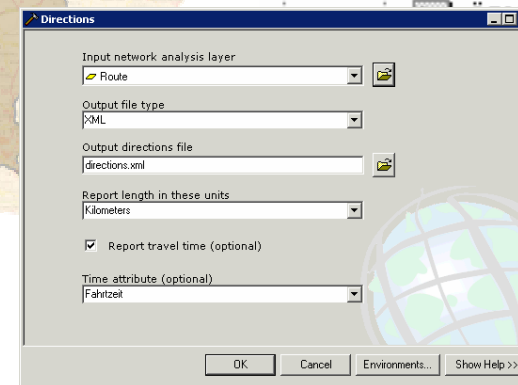 Directions
Input network analysis layer
Route
Output file type
XML
Output directions file
directions.xml
Report length in these units
Kilometers
Report travel time (optional)
Time attribute (optional)
Fahrtzeit
OK
Cancel
Environments...
Show Help >>